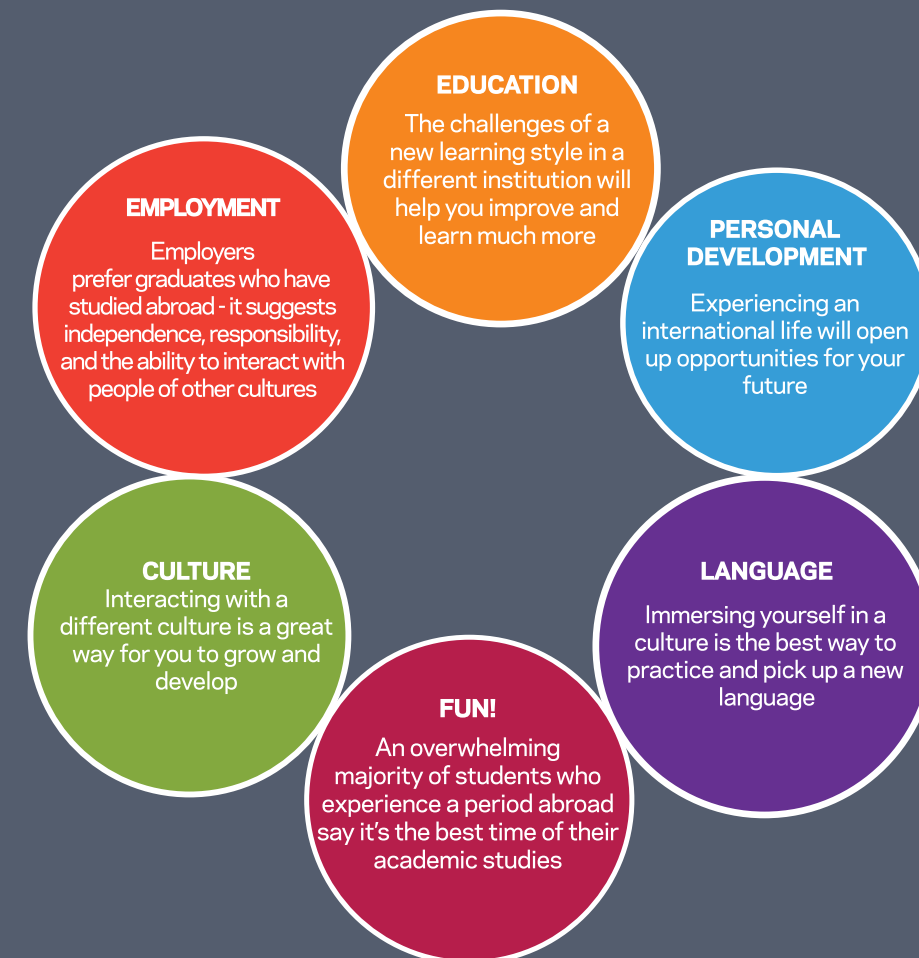 EDUCATION
The challenges of a
new learning style in a
different institution will
help you improve and
learn much more
EMPLOYMENT
Employers
prefer graduates who have
studied abroad - it suggests
independence, responsibility,
and the ability to interact with
people of other cultures
PERSONAL
DEVELOPMENT
Experiencing an
international life will open
up opportunities for your
future
CULTURE
Interacting with a
different culture is a great
way for you to grow and
develop
LANGUAGE
Immersing yourself in a
culture is the best way to
practice and pick up a new
language
FUN!
An overwhelming
majority of students who
experience a period abroad
say it's the best time of their
academic studies